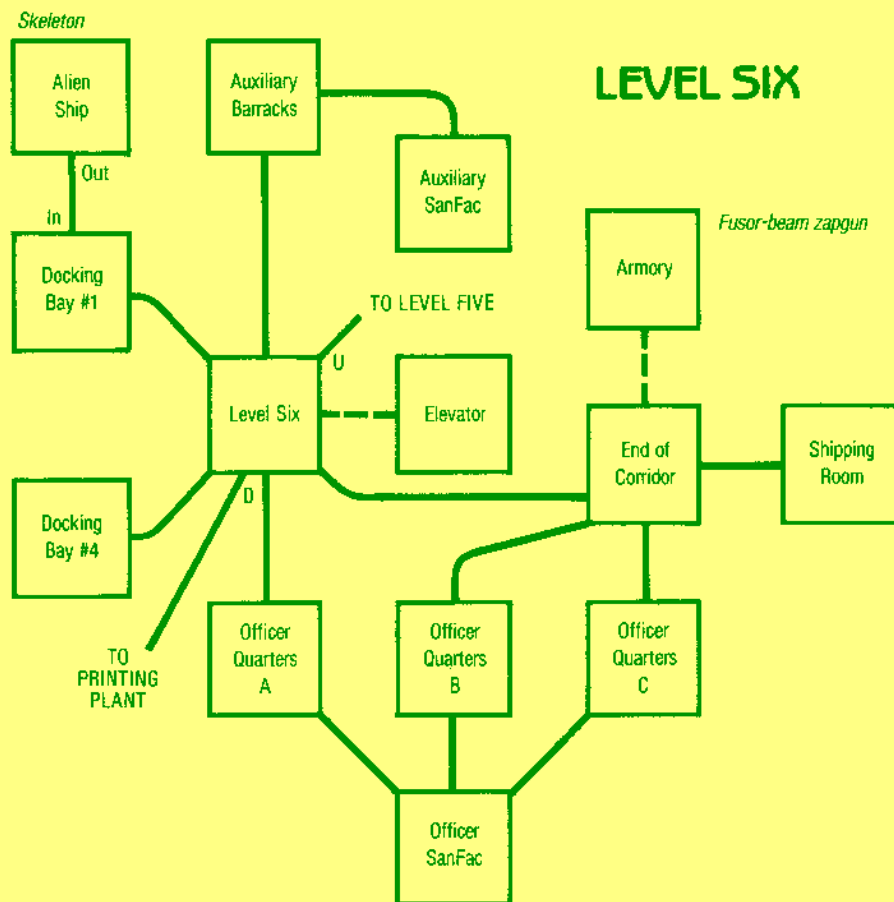 Skeleton
Alien
Ship
Auxiliary
Barracks
LEVEL SIX
Out
Auxiliary
SanFac
In
Fusor-beam zapgun
Docking
Bay #1
Armory
TO LEVEL FIVE
U
Level Six
Elevator
End of
Corridor
Shipping
Room
D
Docking
Bay #4
Officer
Quarters
A
Officer
Quarters
B
Officer
Quarters
C
TO
PRINTING
PLANT
Officer
SanFac